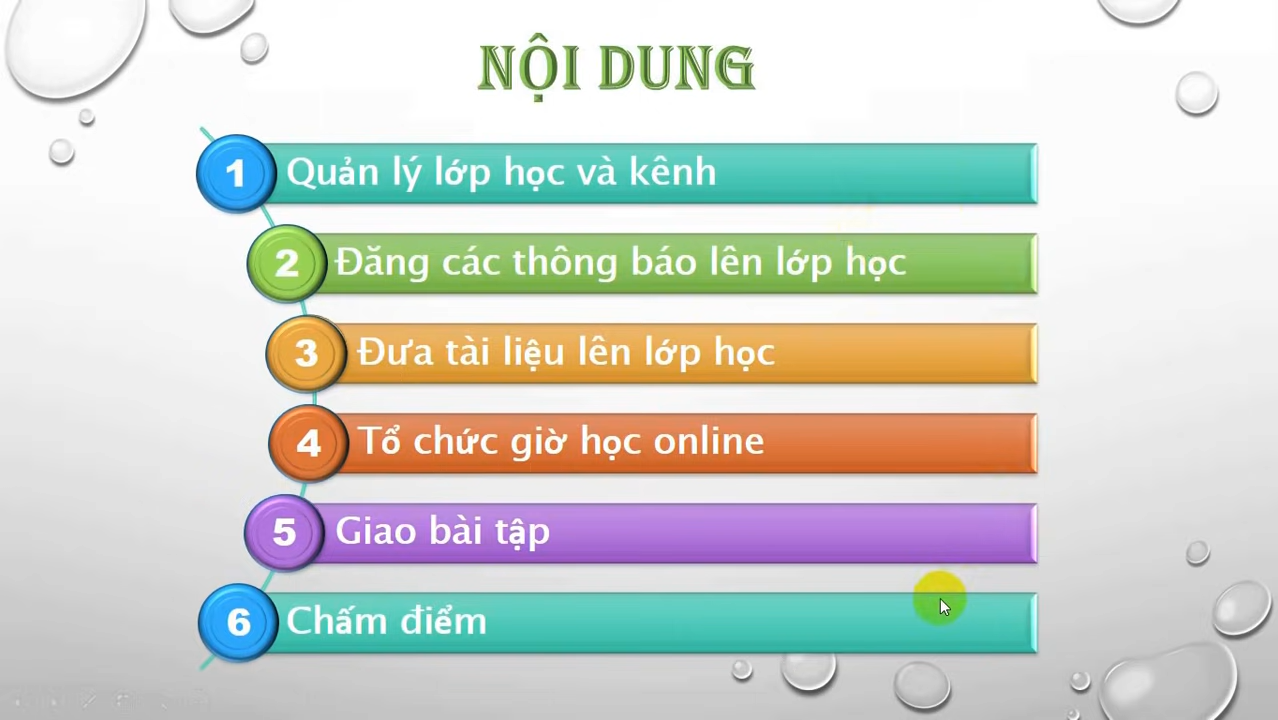 NỘI DUNG
1 Quản lý lớp học và kênh
2 Đăng các thông báo lên lớp học
3 Đưa tài liệu lên lớp học
4 Tổ chức giờ học online
5 Giao bài tập
6 Chấm điểm